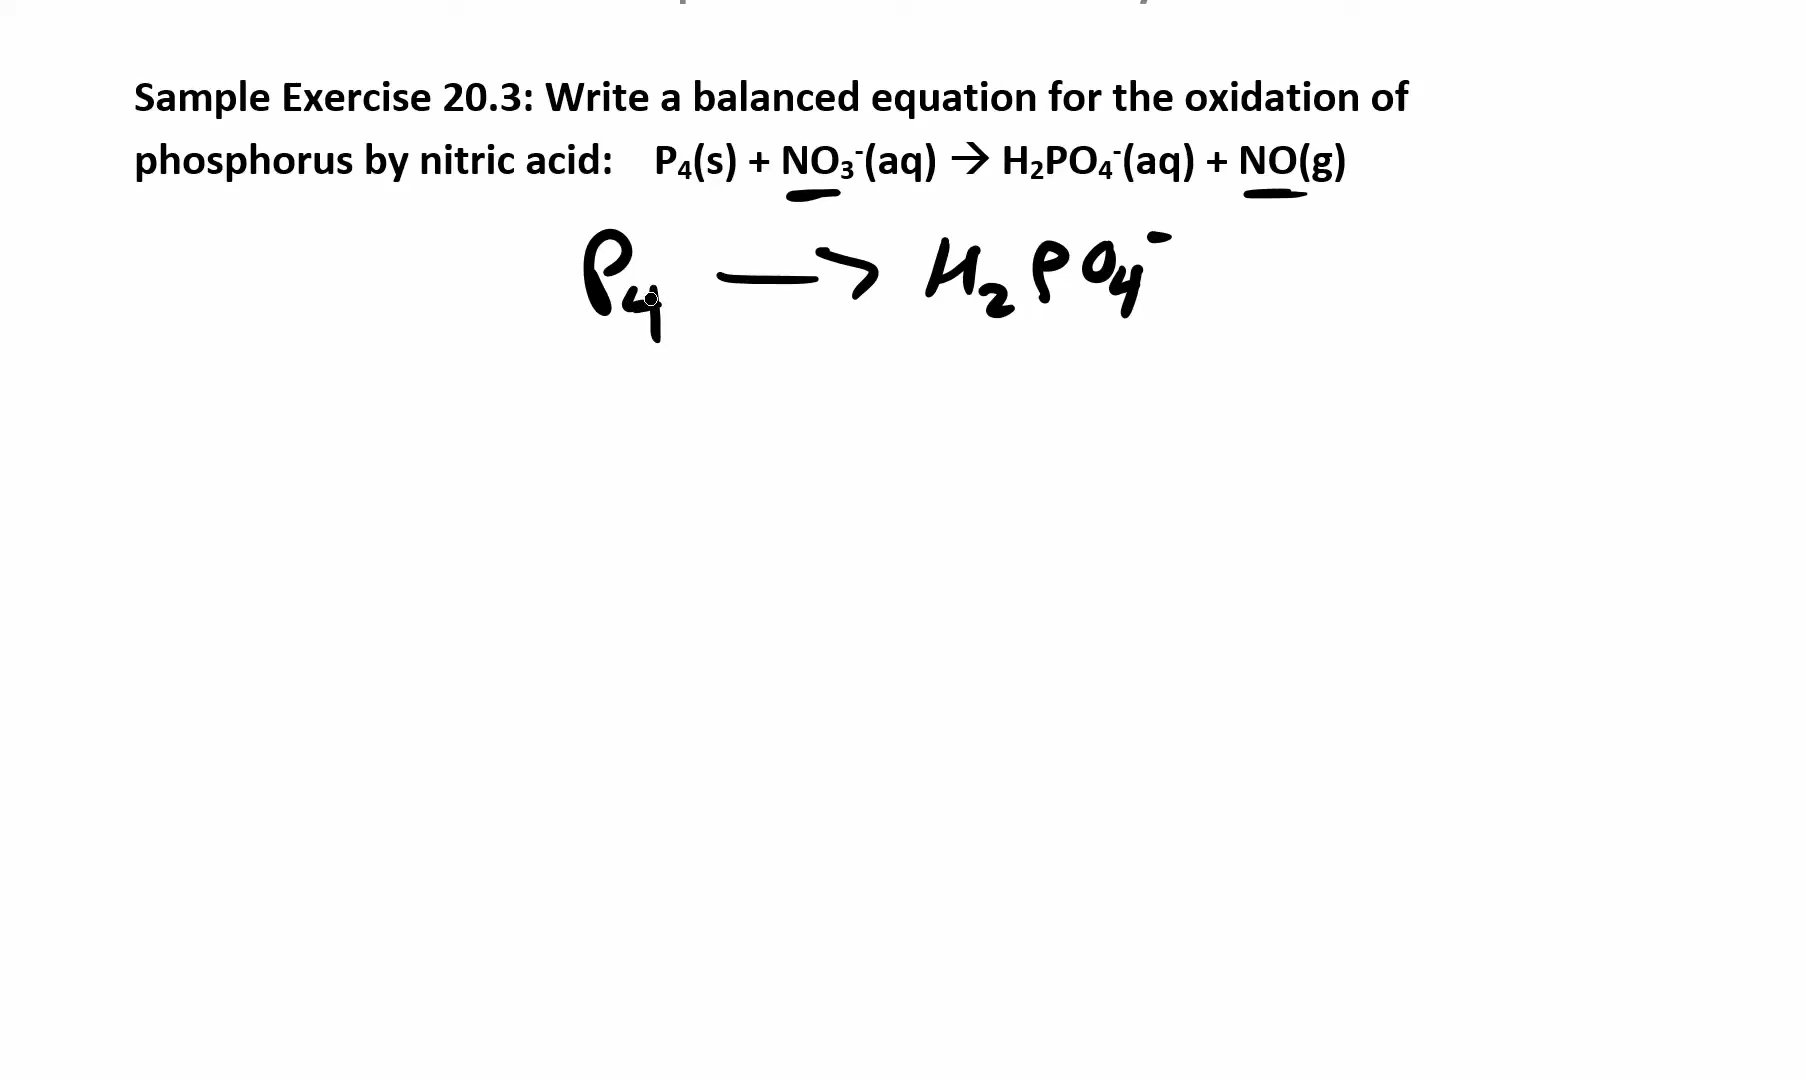 Sample Exercise 20.3: Write a balanced equation for the oxidation of
phosphorus by nitric acid: P₄(s) + NO₃⁻(aq) → H₂PO₄⁻(aq) + NO(g)
P₄ → H₂PO₄⁻